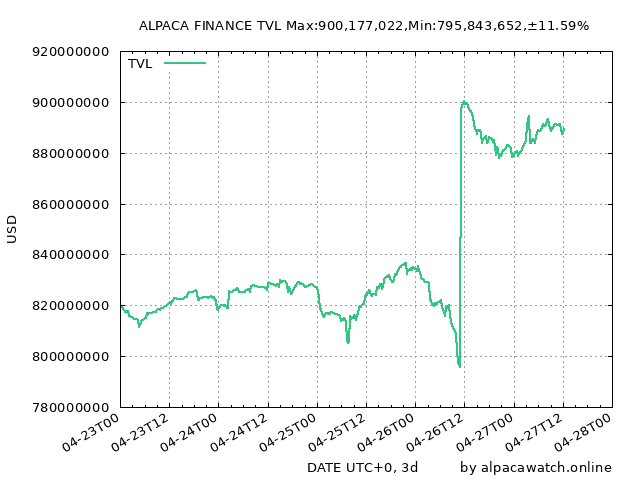 ALPACA FINANCE TVL Max:900,177,022,Min:795,843,652,±11.59%
TVL
920000000
900000000
880000000
860000000
840000000
820000000
800000000
780000000
USD
04-23T00
04-23T12
04-24T00
04-24T12
04-25T00
04-25T12
04-26T00
04-26T12
04-27T00
04-27T12
04-28T00
DATE UTC+0, 3d
by alpacawatch.online